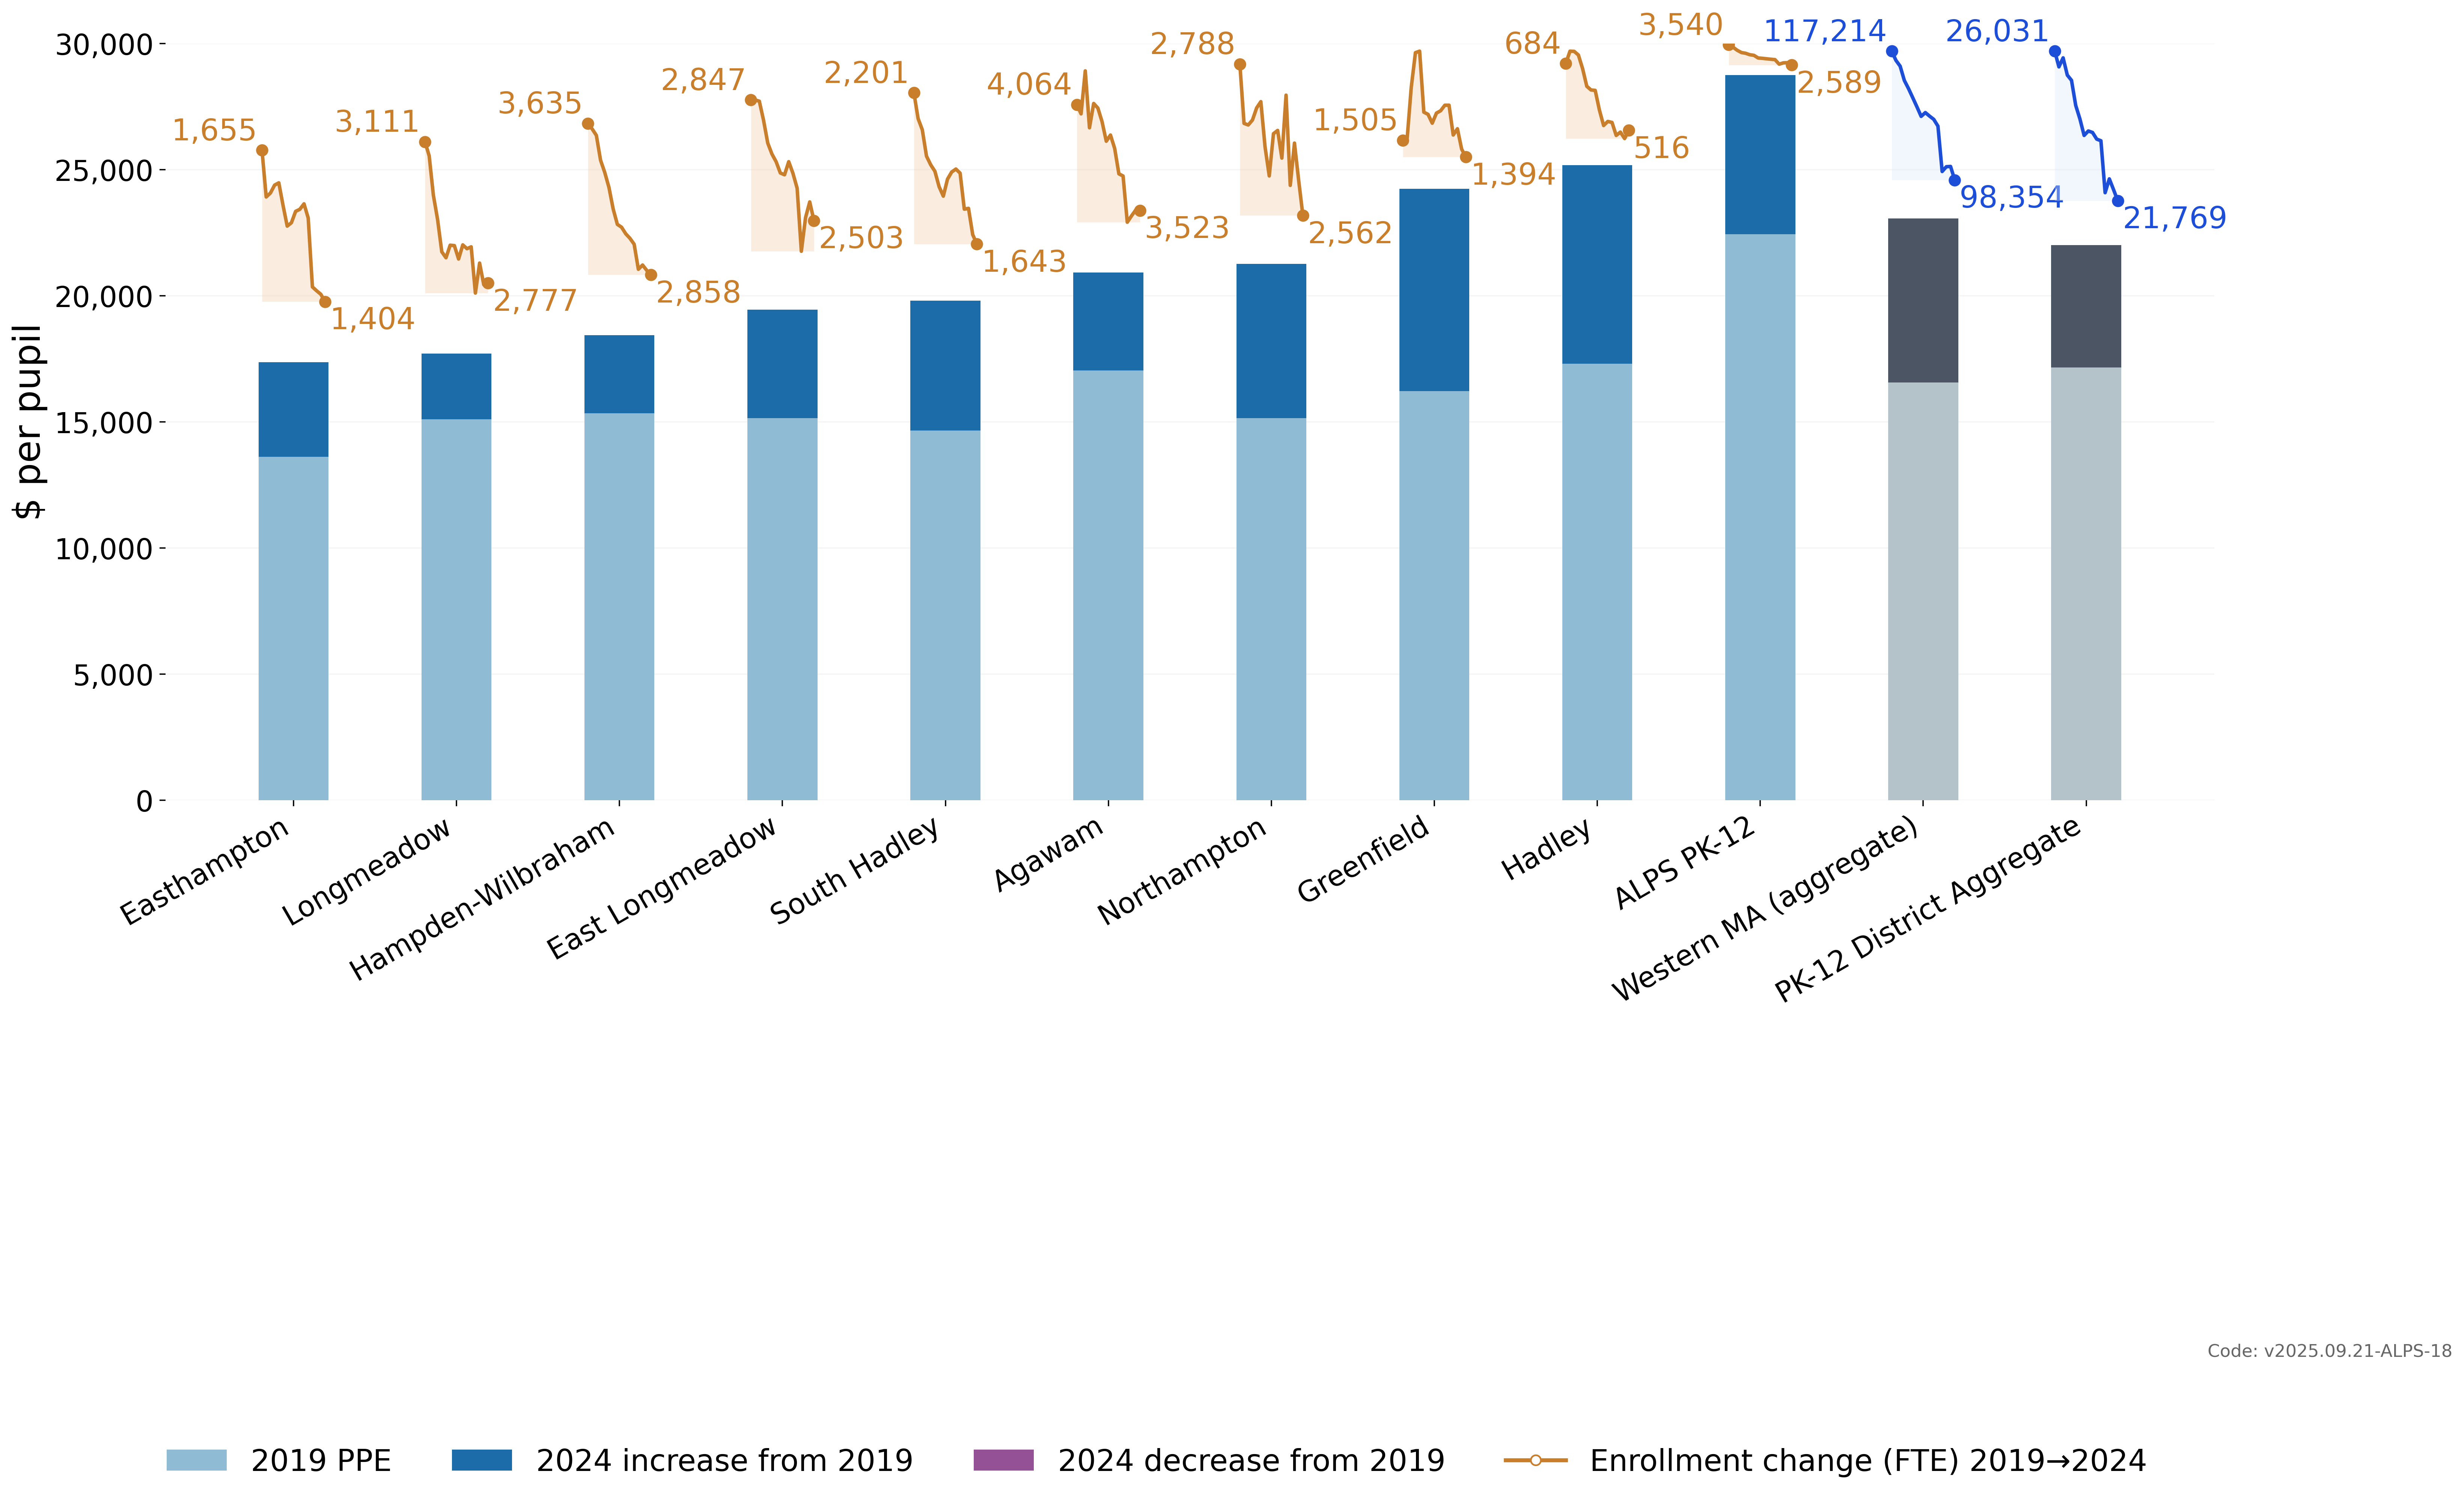 $ per pupil
30,000
25,000
20,000
15,000
10,000
5,000
0
1,655
1,404
3,111
2,777
3,635
2,858
2,847
2,503
2,201
1,643
4,064
3,523
2,788
2,562
1,505
1,394
684
516
3,540
2,589
117,214
98,354
26,031
21,769
Easthampton
Longmeadow
Hampden-Wilbraham
East Longmeadow
South Hadley
Agawam
Northampton
Greenfield
Hadley
ALPS PK-12
Western MA (aggregate)
PK-12 District Aggregate
Code: v2025.09.21-ALPS-18
2019 PPE
2024 increase from 2019
2024 decrease from 2019
Enrollment change (FTE) 2019→2024